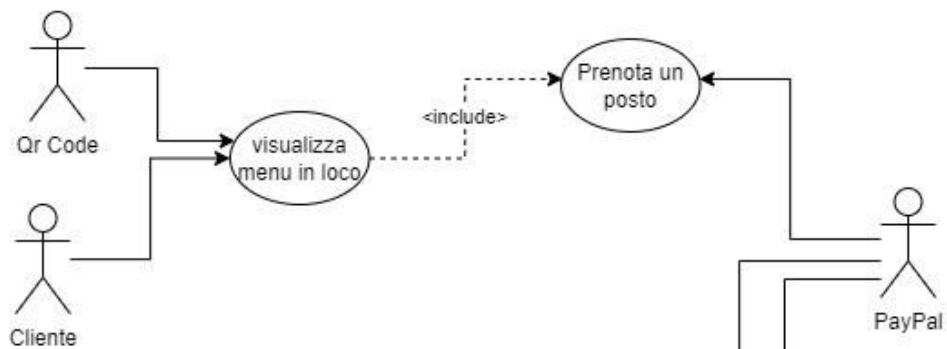 Prenota un
posto
<include>
Qr Code
visualizza
menu in loco
Cliente
PayPal